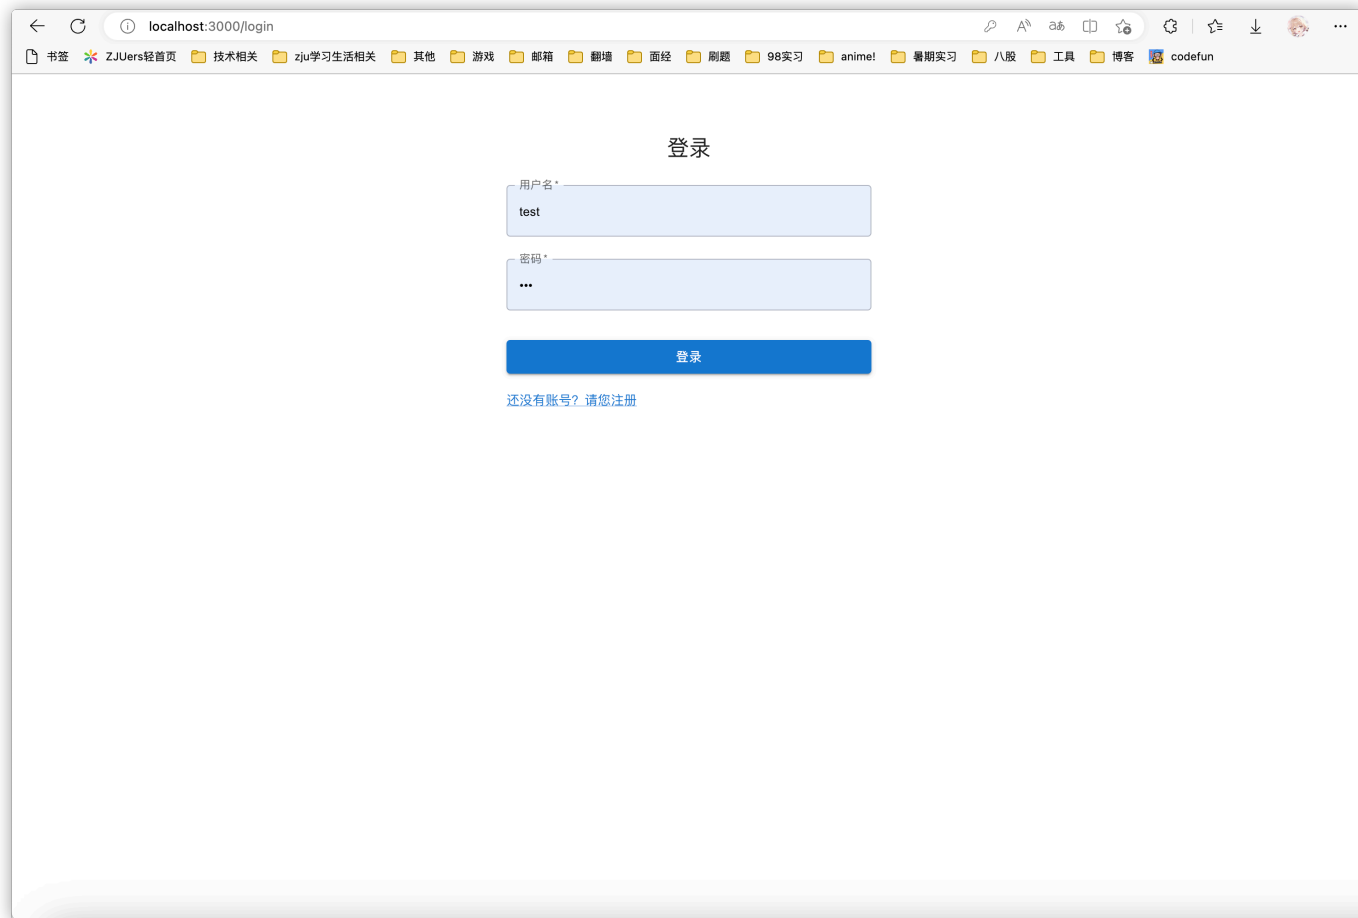 localhost:3000/login
书签 ZJUers轻首页 技术相关 zju学习生活相关 其他 游戏 邮箱 翻墙 面经 刷题 98实习 anime! 暑期实习 八股 工具 博客 codefun
登录
用户名 *
test
密码 *
•••
登录
还没有账号？请您注册